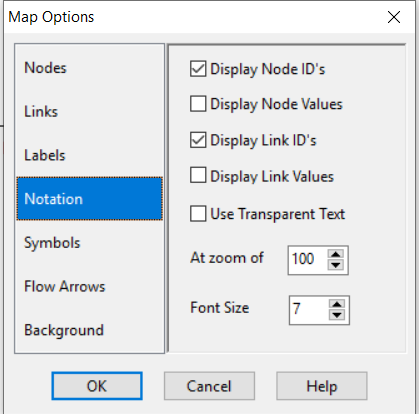 Map Options
Nodes
Links
Labels
Notation
Symbols
Flow Arrows
Background
Display Node ID's
Display Node Values
Display Link ID's
Display Link Values
Use Transparent Text
At zoom of 100
Font Size 7
OK Cancel Help